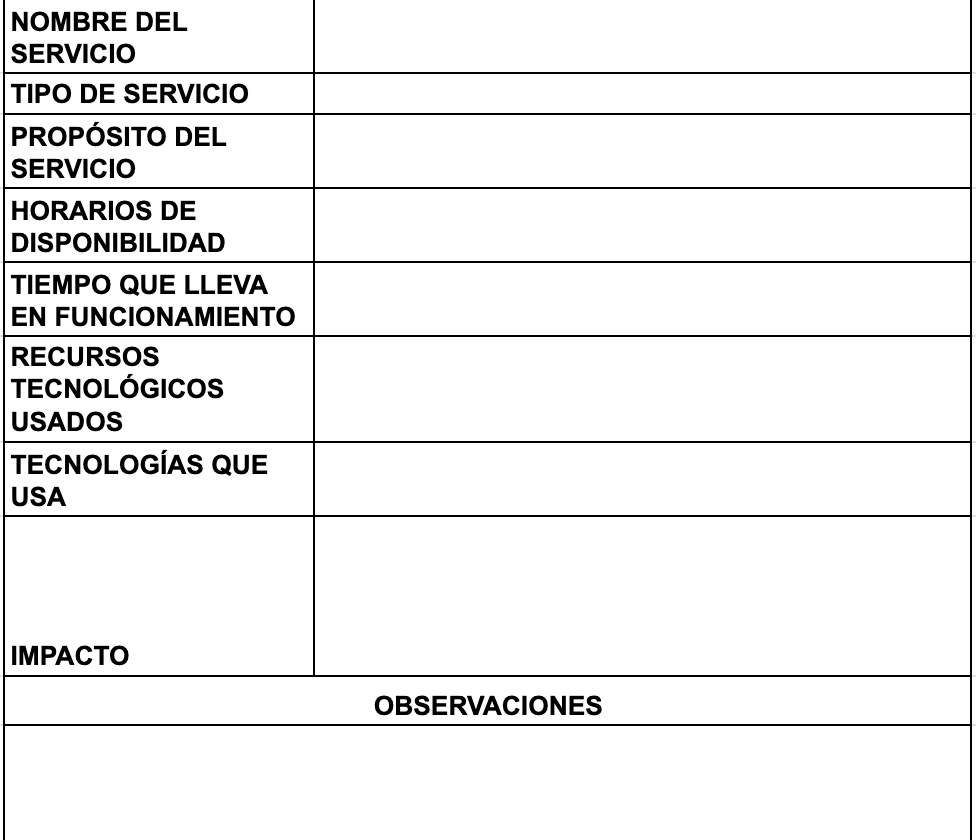 NOMBRE DEL
SERVICIO
TIPO DE SERVICIO
PROPÓSITO DEL
SERVICIO
HORARIOS DE
DISPONIBILIDAD
TIEMPO QUE LLEVA
EN FUNCIONAMIENTO
RECURSOS
TECNOLÓGICOS
USADOS
TECNOLOGÍAS QUE
USA
IMPACTO
OBSERVACIONES